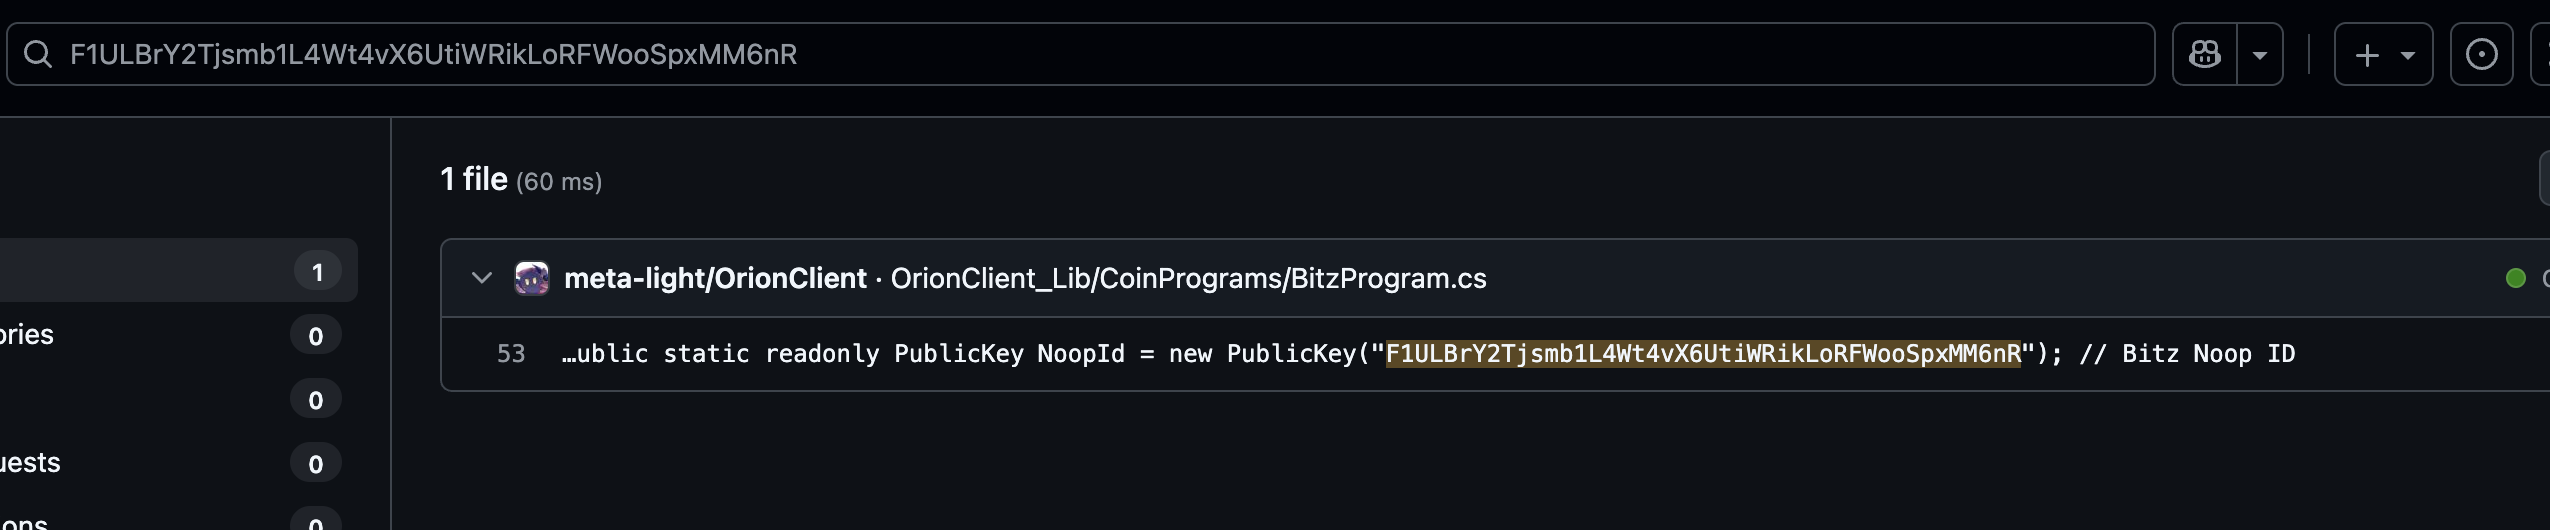 F1ULBrY2Tjsmb1L4Wt4vX6UtiWRikLoRFWooSpxMM6nR
1 file (60 ms)
1
ories 0
0
uests 0
ons 0
meta-light/OrionClient · OrionClient_Lib/CoinPrograms/BitzProgram.cs
53 …ublic static readonly PublicKey NoopId = new PublicKey("F1ULBrY2Tjsmb1L4Wt4vX6UtiWRikLoRFWooSpxMM6nR"); // Bitz Noop ID